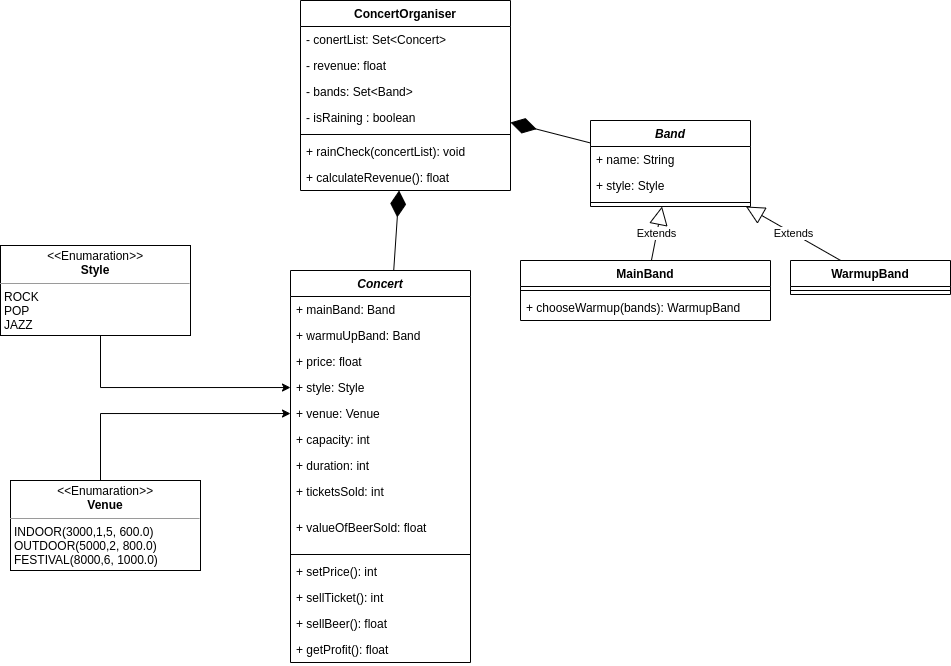 ConcertOrganiser
- conertList: Set<Concert>
- revenue: float
- bands: Set<Band>
- isRaining : boolean
+ rainCheck(concertList): void
+ calculateRevenue(): float
Band
+ name: String
+ style: Style
Extends
Extends
MainBand
+ chooseWarmup(bands): WarmupBand
WarmupBand
<<Enumaration>>
Style
ROCK
POP
JAZZ
Concert
+ mainBand: Band
+ warmuUpBand: Band
+ price: float
+ style: Style
+ venue: Venue
+ capacity: int
+ duration: int
+ ticketsSold: int
+ valueOfBeerSold: float
+ setPrice(): int
+ sellTicket(): int
+ sellBeer(): float
+ getProfit(): float
<<Enumaration>>
Venue
INDOOR(3000,1,5, 600.0)
OUTDOOR(5000,2, 800.0)
FESTIVAL(8000,6, 1000.0)